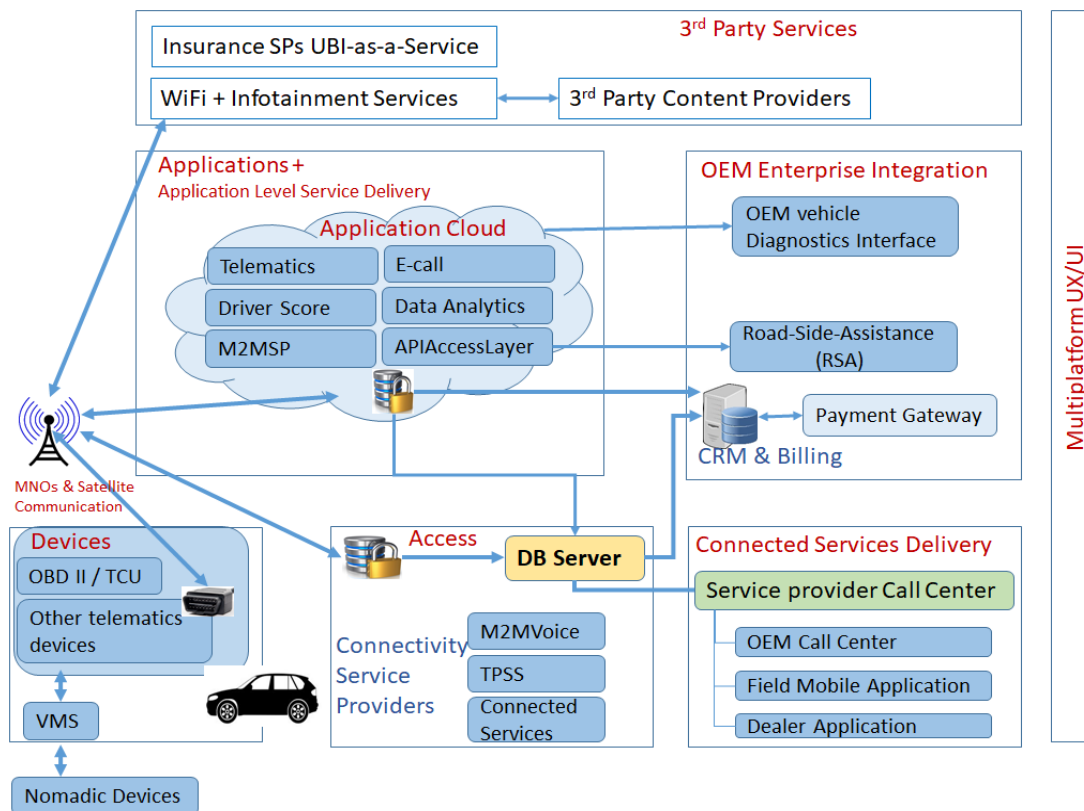 3rd Party Services
Insurance SPs UBI-as-a-Service
WiFi + Infotainment Services
3rd Party Content Providers
Applications +
Application Level Service Delivery
Application Cloud
Telematics
E-call
Driver Score
Data Analytics
M2MSP
APIAccessLayer
OEM Enterprise Integration
OEM vehicle
Diagnostics Interface
Road-Side-Assistance
(RSA)
Payment Gateway
CRM & Billing
Multiplatform UX/UI
MNOs & Satellite
Communication
Devices
OBD II / TCU
Other telematics
devices
VMS
Nomadic Devices
Access
DB Server
Connectivity
Service
Providers
M2MVoice
TPSS
Connected
Services
Connected Services Delivery
Service provider Call Center
OEM Call Center
Field Mobile Application
Dealer Application